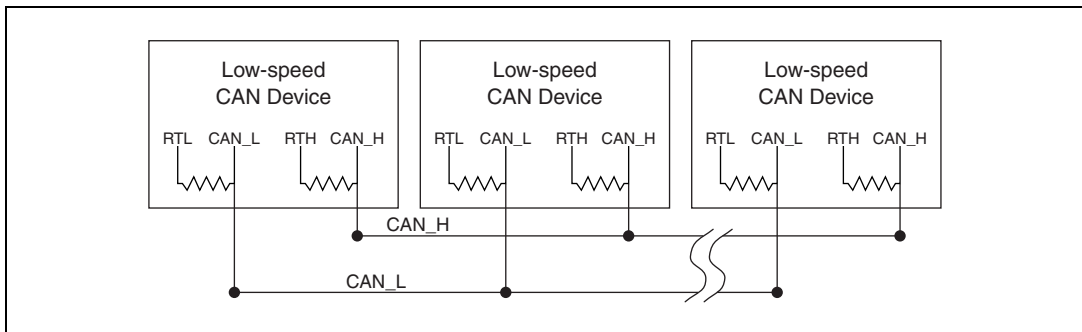 Low-speed
CAN Device
RTL CAN_L RTH CAN_H
Low-speed
CAN Device
RTL CAN_L RTH CAN_H
Low-speed
CAN Device
RTL CAN_L RTH CAN_H
CAN_H
CAN_L